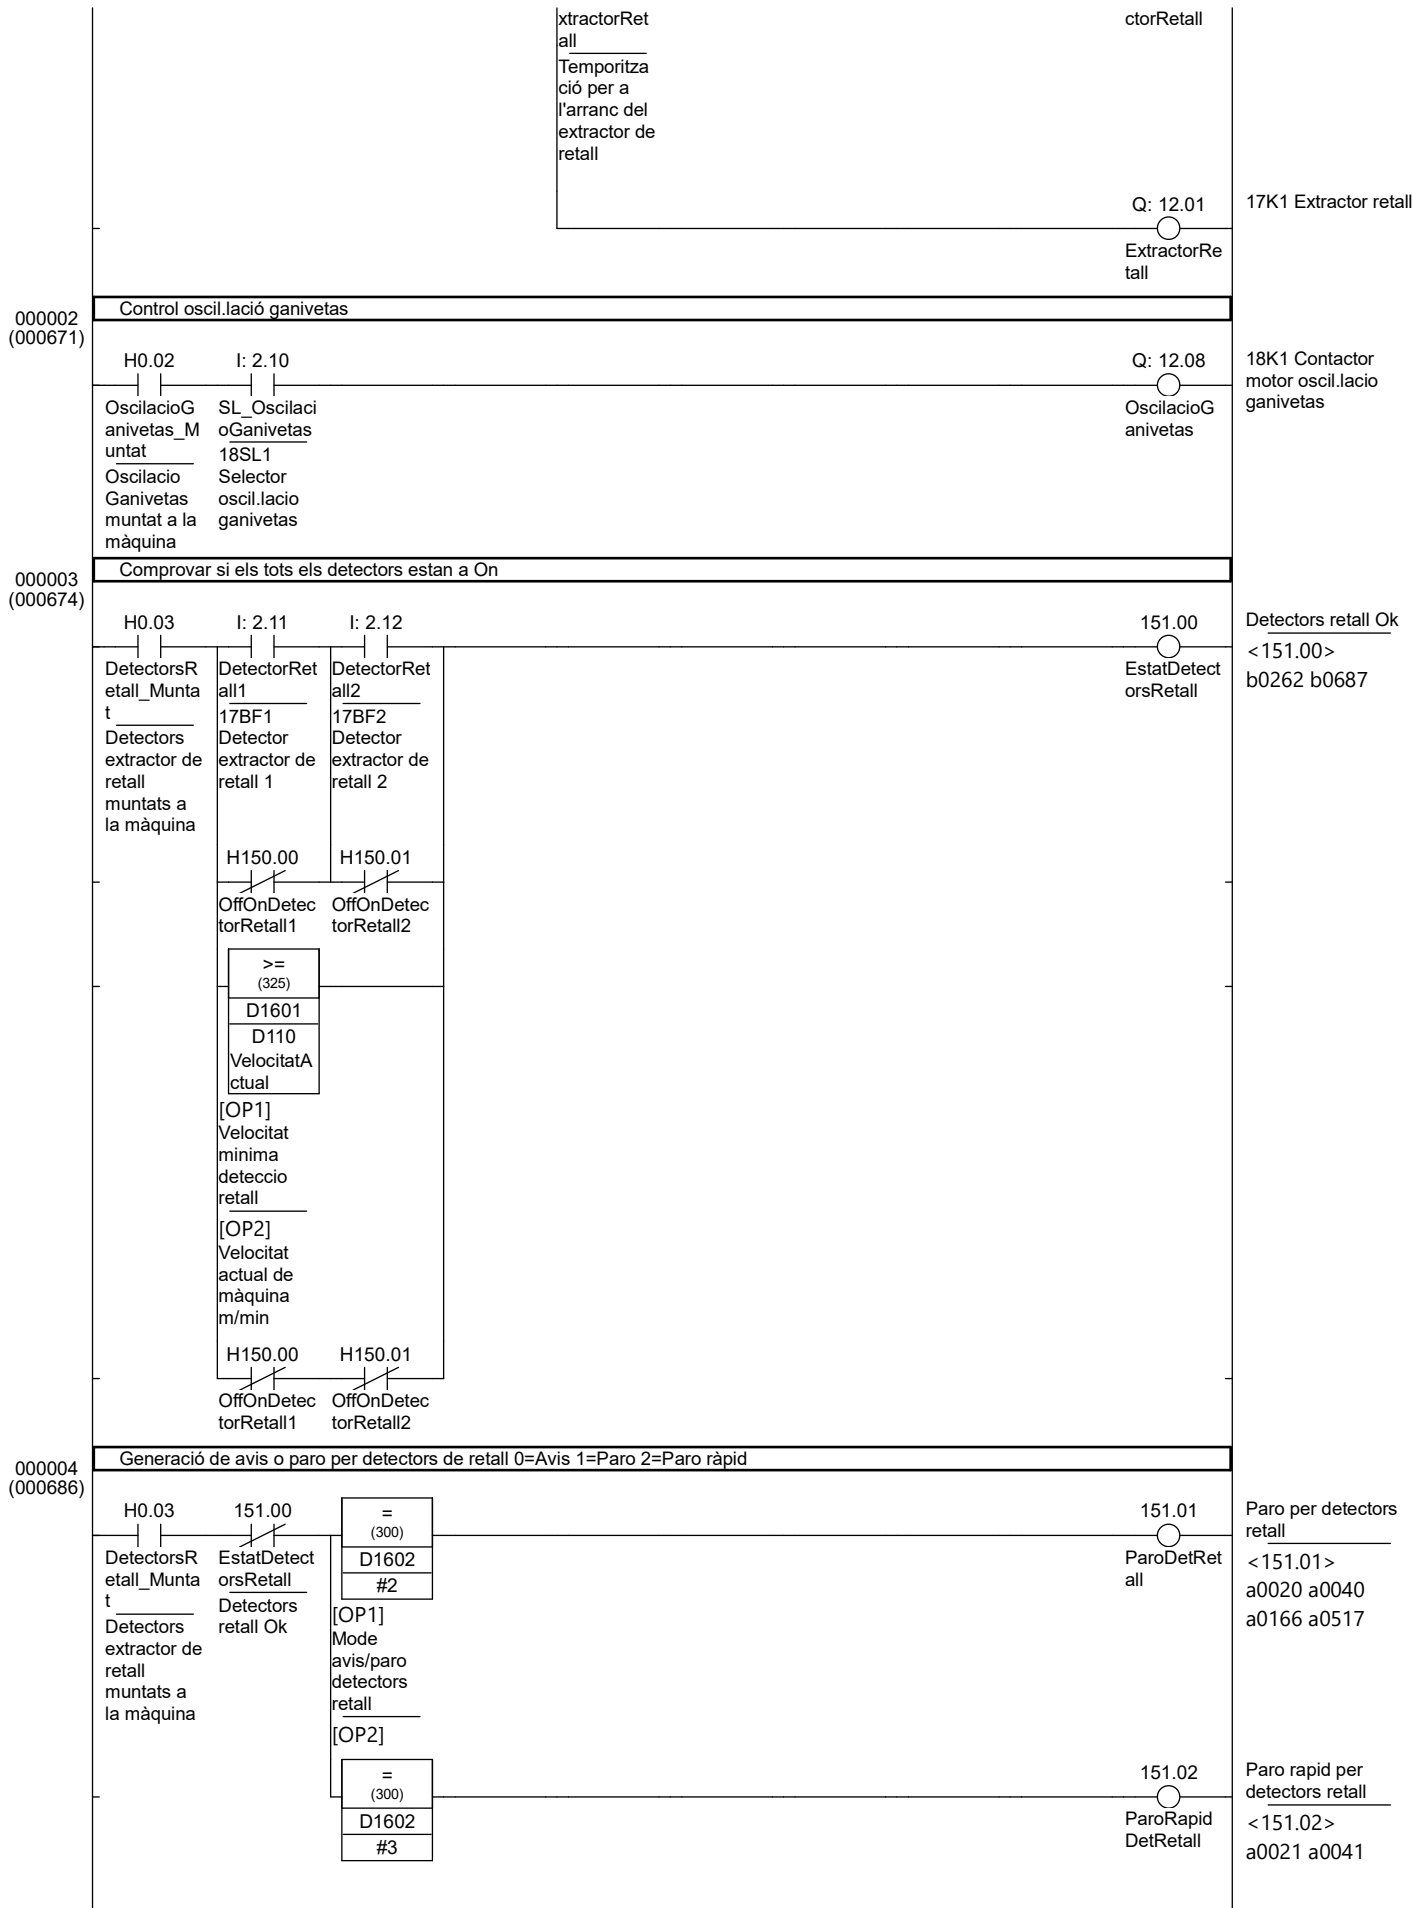 xtractorRet
all
Temporitza
ció per a
l'arranc del
extractor de
retall
ctorRetall
Q: 12.01
ExtractorRe
tall
17K1 Extractor retall
000002
(000671)
Control oscil.lació ganivetas
H0.02
OscilacioG
anivetas_M
untat
Oscilacio
Ganivetas
muntat a la
màquina
I: 2.10
SL_Oscilaci
oGanivetas
18SL1
Selector
oscil.lacio
ganivetas
Q: 12.08
OscilacioG
anivetas
18K1 Contactor
motor oscil.lacio
ganivetas
000003
(000674)
Comprovar si els tots els detectors estan a On
H0.03
DetectorsR
etall_Munta
t
Detectors
extractor de
retall
muntats a
la màquina
I: 2.11
DetectorRet
all1
17BF1
Detector
extractor de
retall 1
I: 2.12
DetectorRet
all2
17BF2
Detector
extractor de
retall 2
151.00
EstatDetect
orsRetall
Detectors retall Ok
<151.00>
b0262 b0687
H150.00
OffOnDetec
torRetall1
H150.01
OffOnDetec
torRetall2
>=
(325)
D1601
D110
VelocitatA
ctual
[OP1]
Velocitat
minima
deteccio
retall
[OP2]
Velocitat
actual de
màquina
m/min
H150.00
OffOnDetec
torRetall1
H150.01
OffOnDetec
torRetall2
000004
(000686)
Generació de avis o paro per detectors de retall 0=Avis 1=Paro 2=Paro ràpid
H0.03
DetectorsR
etall_Munta
t
Detectors
extractor de
retall
muntats a
la màquina
151.00
EstatDetect
orsRetall
Detectors
retall Ok
=
(300)
D1602
#2
[OP1]
Mode
avis/paro
detectors
retall
[OP2]
151.01
ParoDetRet
all
Paro per detectors
retall
<151.01>
a0020 a0040
a0166 a0517
=
(300)
D1602
#3
151.02
ParoRapid
DetRetall
Paro rapid per
detectors retall
<151.02>
a0021 a0041